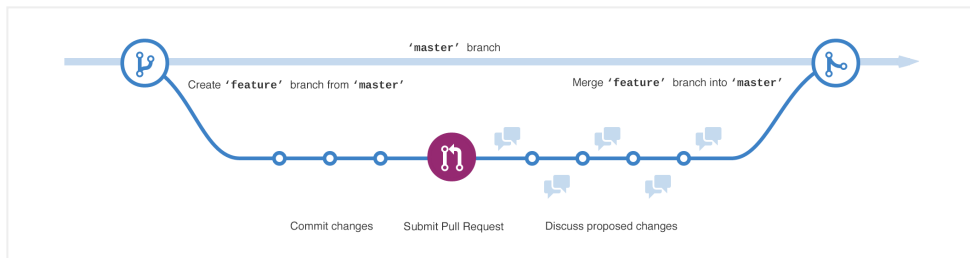 ‘master’ branch
Create ‘feature’ branch from ‘master’
Merge ‘feature’ branch into ‘master’
Commit changes
Submit Pull Request
Discuss proposed changes